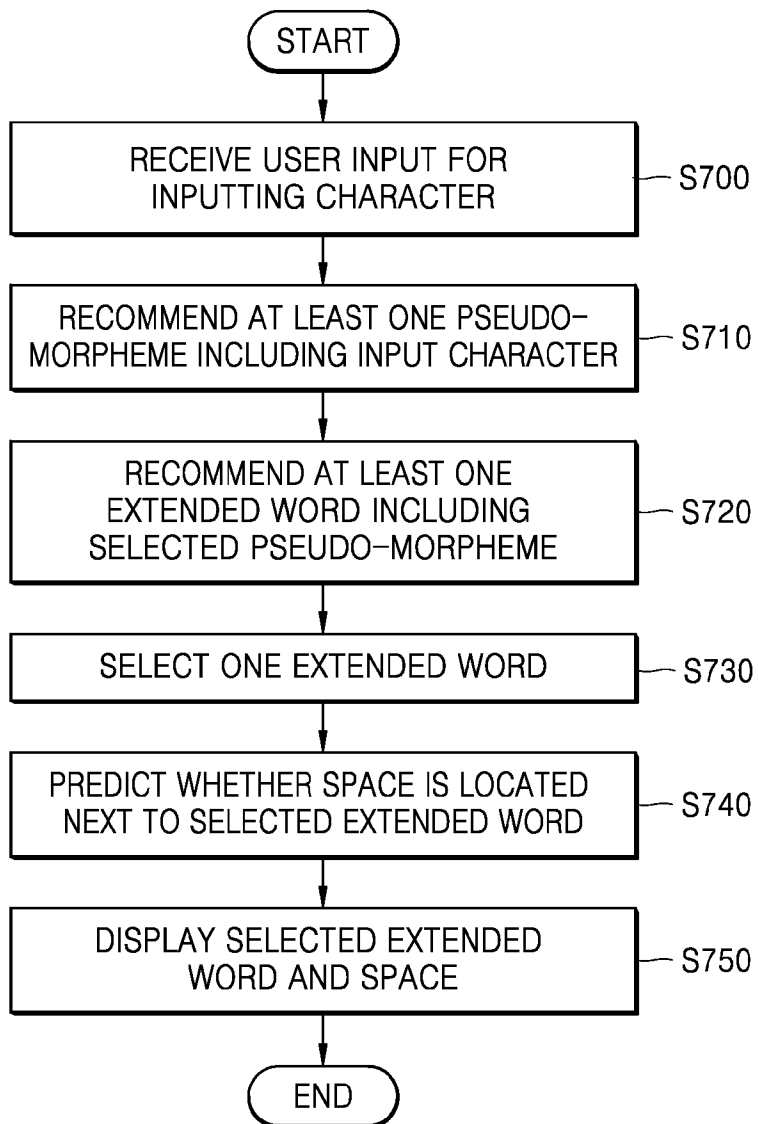 START
RECEIVE USER INPUT FOR
INPUTTING CHARACTER
S700
RECOMMEND AT LEAST ONE PSEUDO-
MORPHEME INCLUDING INPUT CHARACTER
S710
RECOMMEND AT LEAST ONE
EXTENDED WORD INCLUDING
SELECTED PSEUDO-MORPHEME
S720
SELECT ONE EXTENDED WORD
S730
PREDICT WHETHER SPACE IS LOCATED
NEXT TO SELECTED EXTENDED WORD
S740
DISPLAY SELECTED EXTENDED
WORD AND SPACE
S750
END